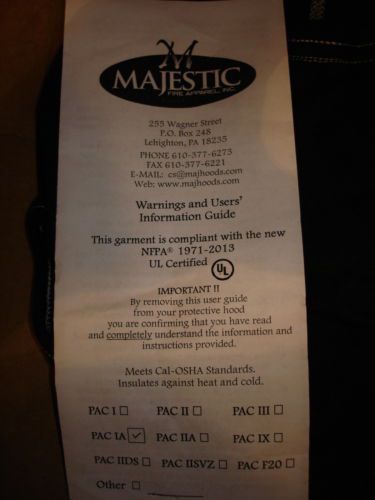 M
MAJESTIC
FIRE APPAREL, INC.
255 Wagner Street
P.O. Box 248
Lehighton, PA 18235
PHONE 610-377-6273
FAX 610-377-6221
E-MAIL: cs@majhoods.com
Web: www.majhoods.com
Warnings and Users'
Information Guide
This garment is compliant with the new
NFPA® 1971-2013
UL Certified UL
IMPORTANT !!
By removing this user guide
from your protective hood
you are confirming that you have read
and completely understand the information and
instructions provided.
Meets Cal-OSHA Standards.
Insulates against heat and cold.
PAC I ☐ PAC II ☐ PAC III ☐
PAC IA ☑ PAC IIA ☐ PAC IX ☐
PAC IIDS ☐ PAC IISVZ ☐ PAC F20 ☐
Other ☐